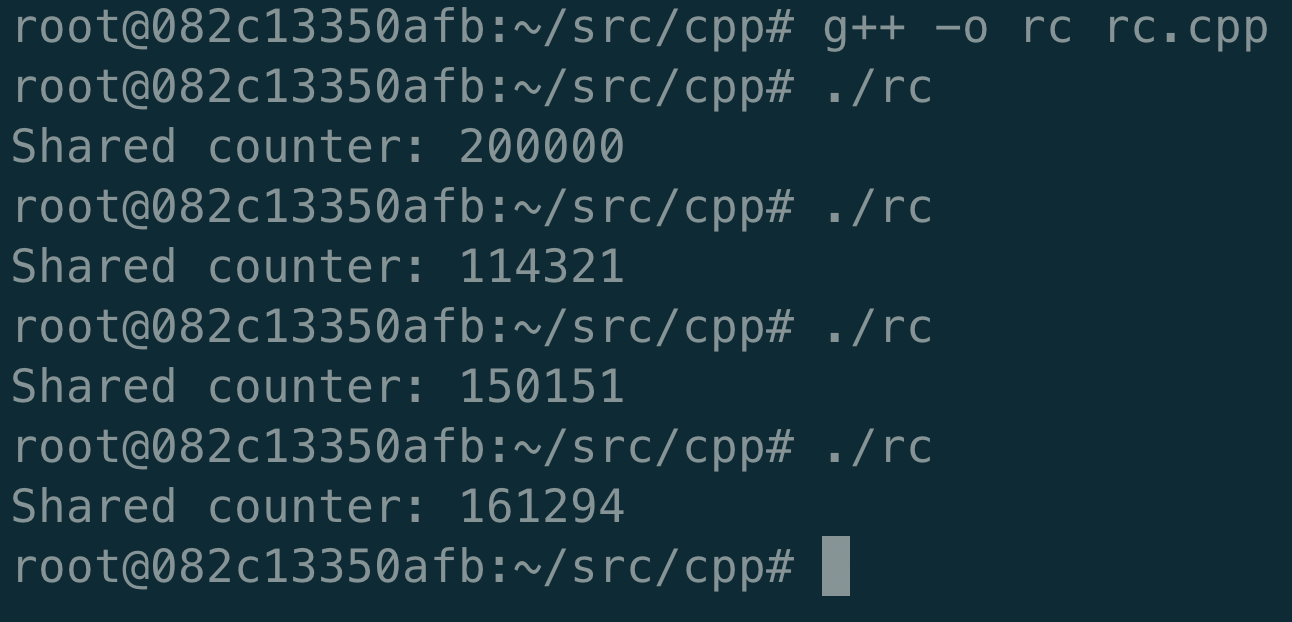 root@082c13350afb:~/src/cpp# g++ -o rc rc.cpp
root@082c13350afb:~/src/cpp# ./rc
Shared counter: 200000
root@082c13350afb:~/src/cpp# ./rc
Shared counter: 114321
root@082c13350afb:~/src/cpp# ./rc
Shared counter: 150151
root@082c13350afb:~/src/cpp# ./rc
Shared counter: 161294
root@082c13350afb:~/src/cpp#